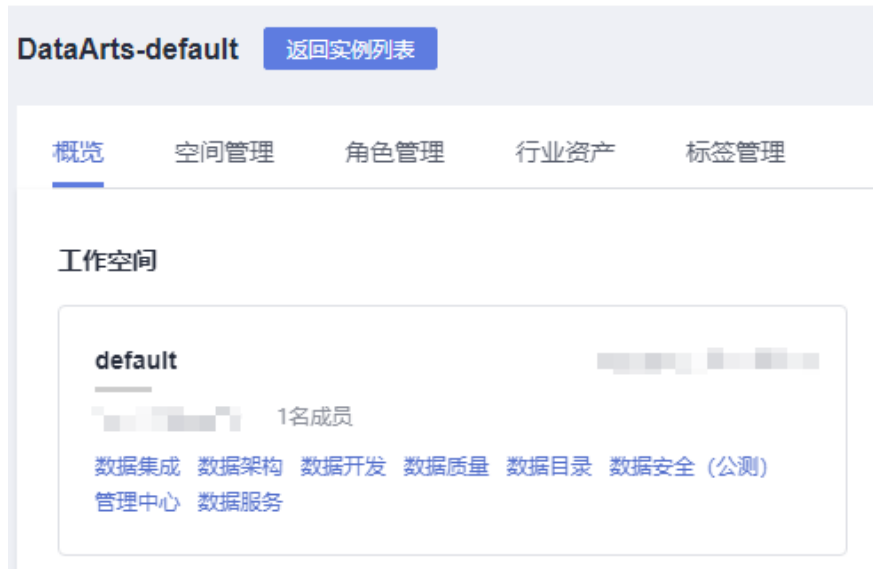 DataArts-default 返回实例列表
概览 空间管理 角色管理 行业资产 标签管理
工作空间
default
1名成员
数据集成 数据架构 数据开发 数据质量 数据目录 数据安全（公测）
管理中心 数据服务